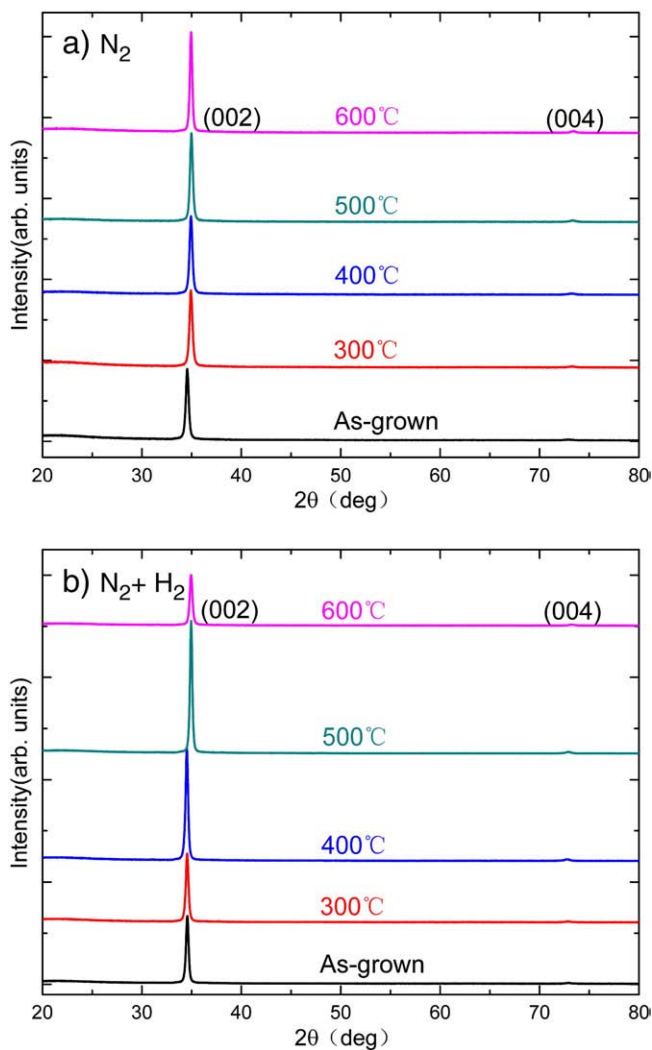 a) N₂
(002)
600℃
(004)
500℃
400℃
300℃
As-grown
Intensity(arb. units)
20 30 40 50 60 70 80
2θ（deg）
b) N₂+ H₂
(002)
600℃
(004)
500℃
400℃
300℃
As-grown
Intensity(arb. units)
20 30 40 50 60 70 80
2θ（deg）